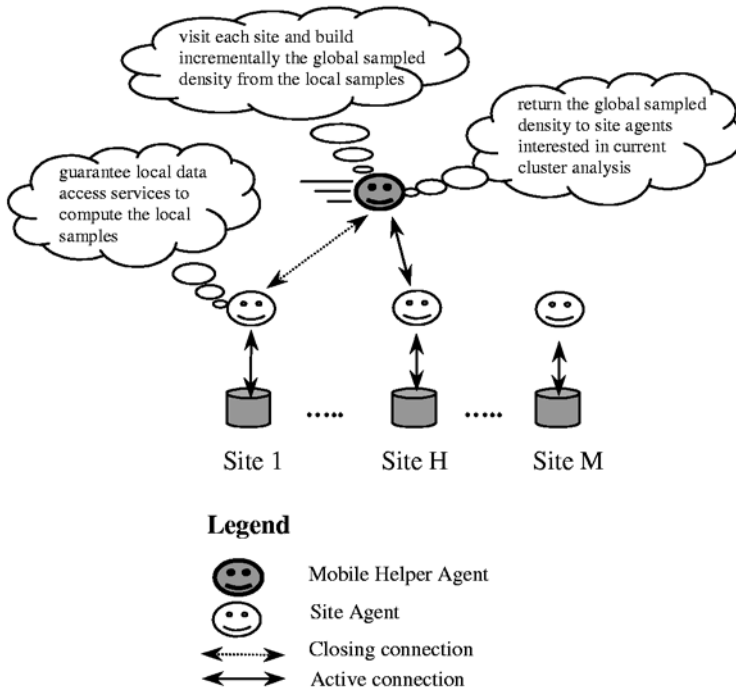 visit each site and build
incrementally the global sampled
density from the local samples
return the global sampled
density to site agents
interested in current
cluster analysis
guarantee local data
access services to
compute the local
samples
..... .....
Site 1 Site H Site M
Legend
Mobile Helper Agent
Site Agent
Closing connection
Active connection